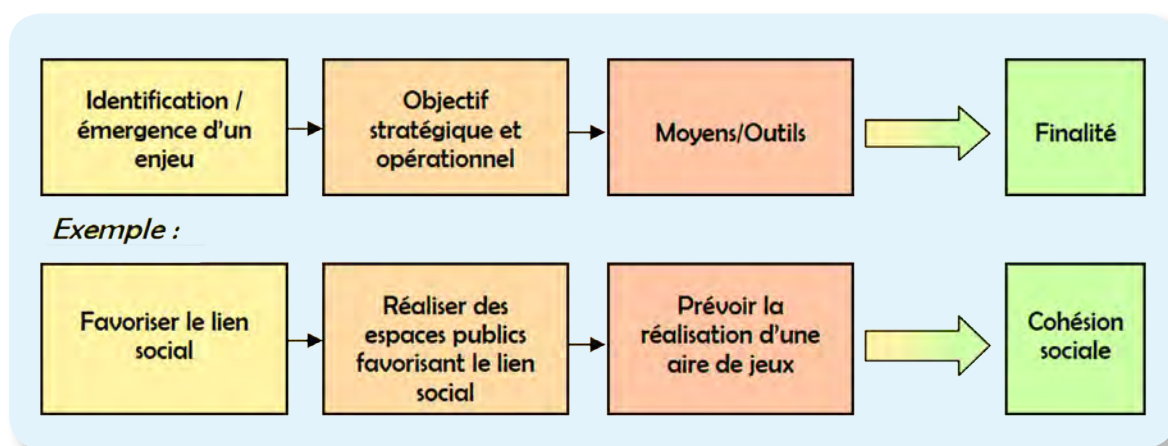 Identification /
émergence d'un
enjeu
Objectif
stratégique et
opérationnel
Moyens/Outils
Finalité
Exemple :
Favoriser le lien
social
Réaliser des
espaces publics
favorisant le lien
social
Prévoir la
réalisation d'une
aire de jeux
Cohésion
sociale